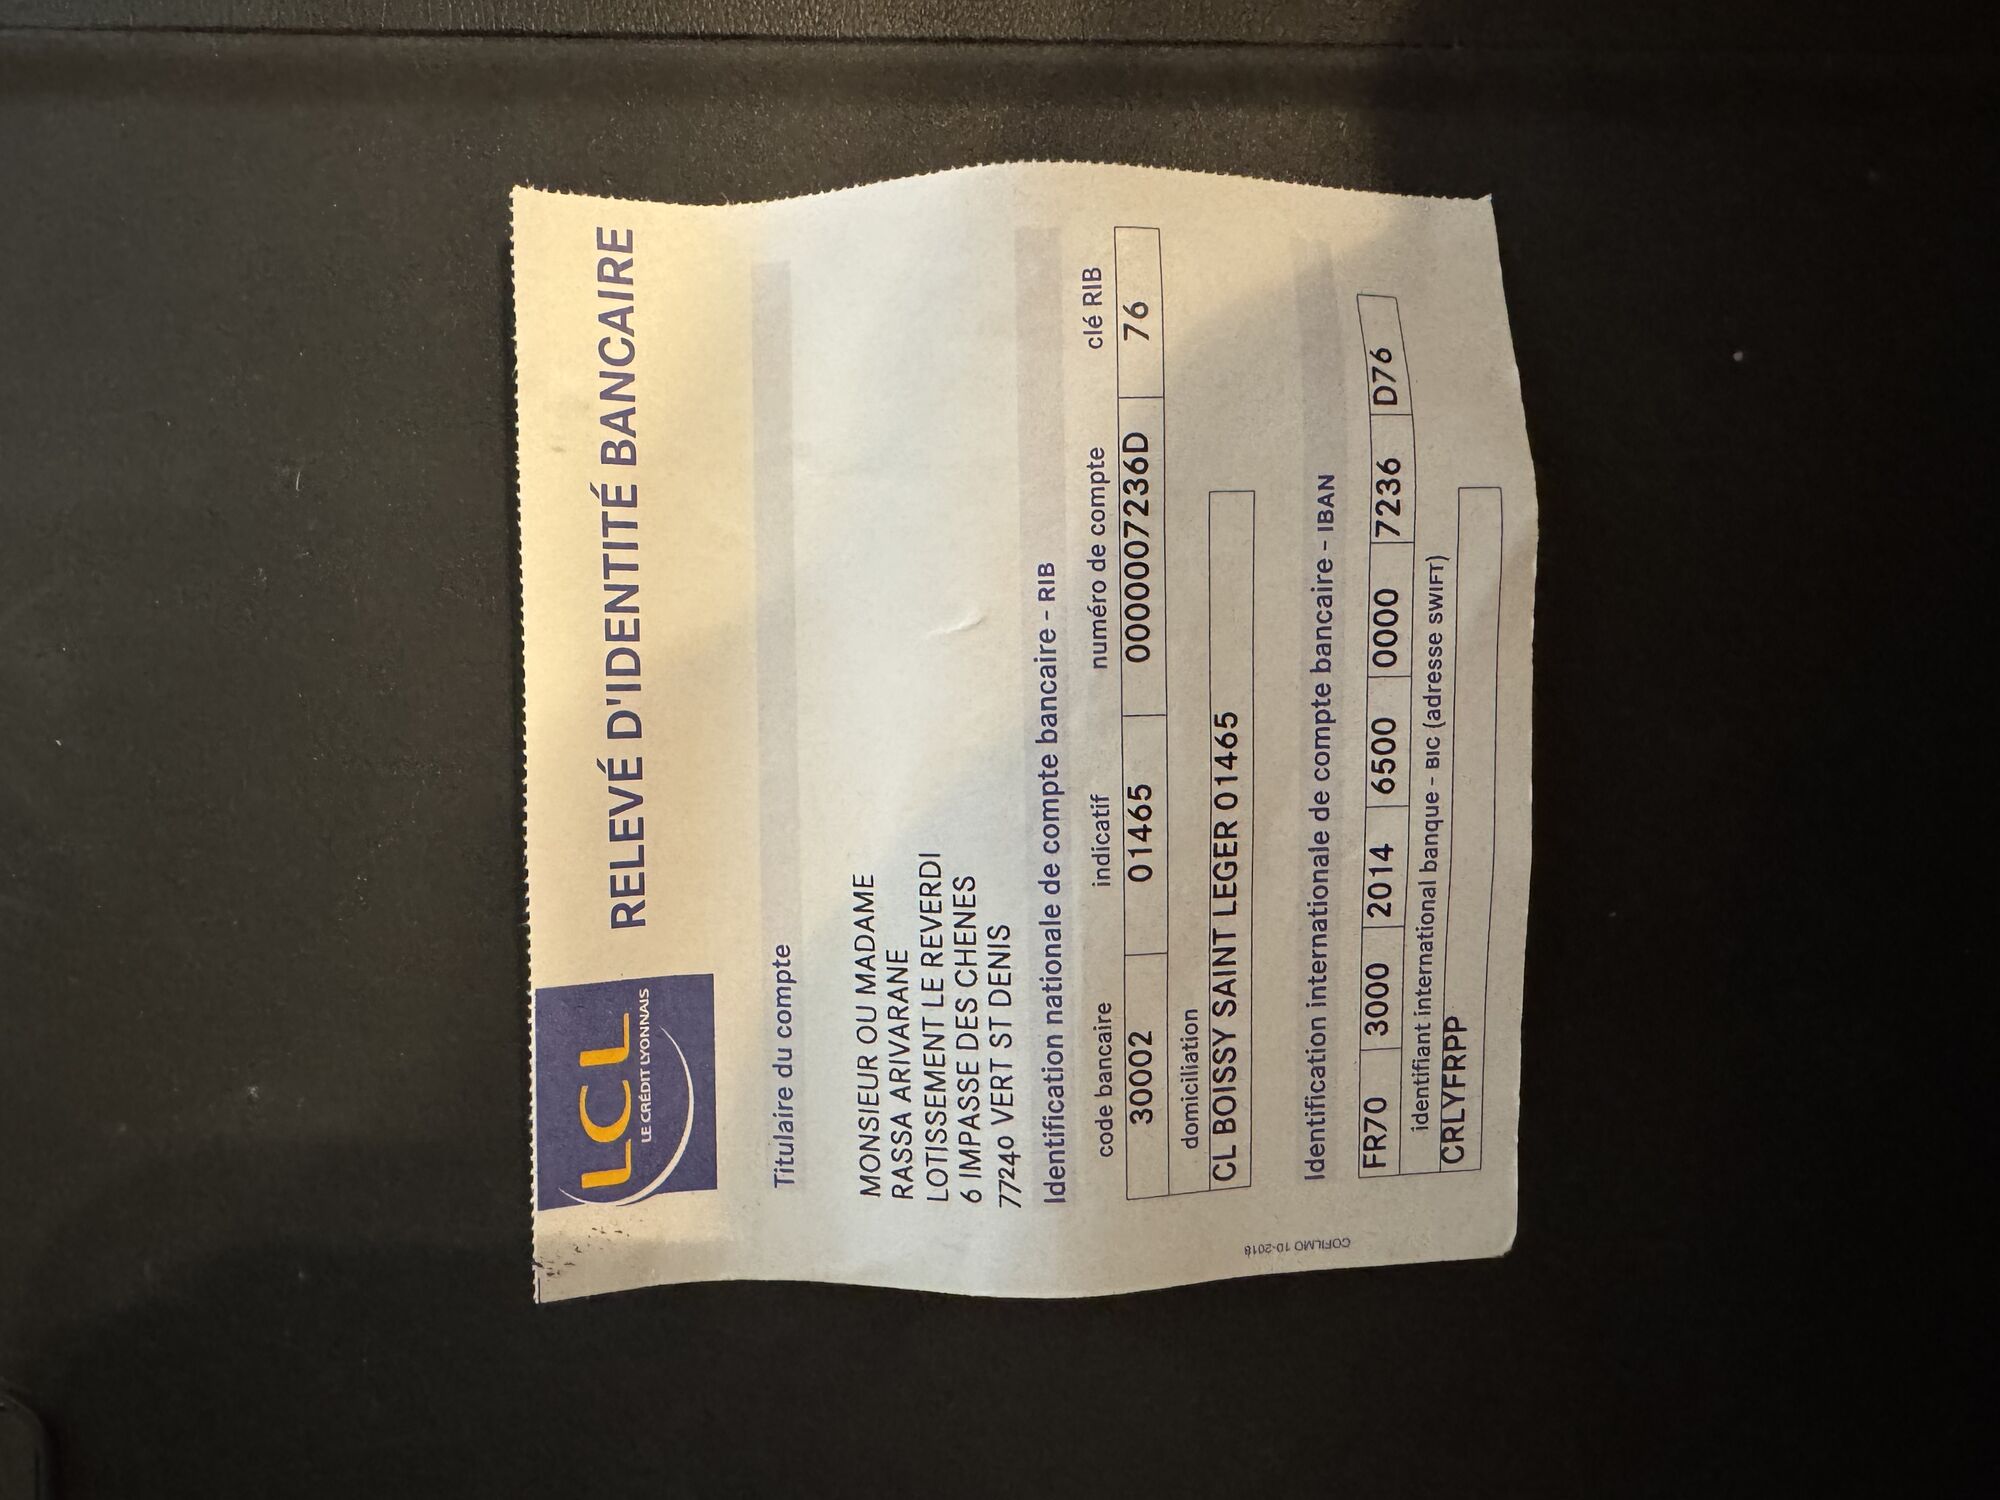 LCL
LE CRÉDIT LYONNAIS
RELEVÉ D'IDENTITÉ BANCAIRE
Titulaire du compte
MONSIEUR OU MADAME
RASSA ARIVARANE
LOTISSEMENT LE REVERDI
6 IMPASSE DES CHENES
77240 VERT ST DENIS
Identification nationale de compte bancaire - RIB
code bancaire indicatif numéro de compte clé RIB
30002 01465 0000007236D 76
domiciliation
CL BOISSY SAINT LEGER 01465
Identification internationale de compte bancaire - IBAN
FR70 3000 2014 6500 0000 7236 D76
identifiant international banque - BIC (adresse SWIFT)
CRLYFRPP
COFILMO 10-2018